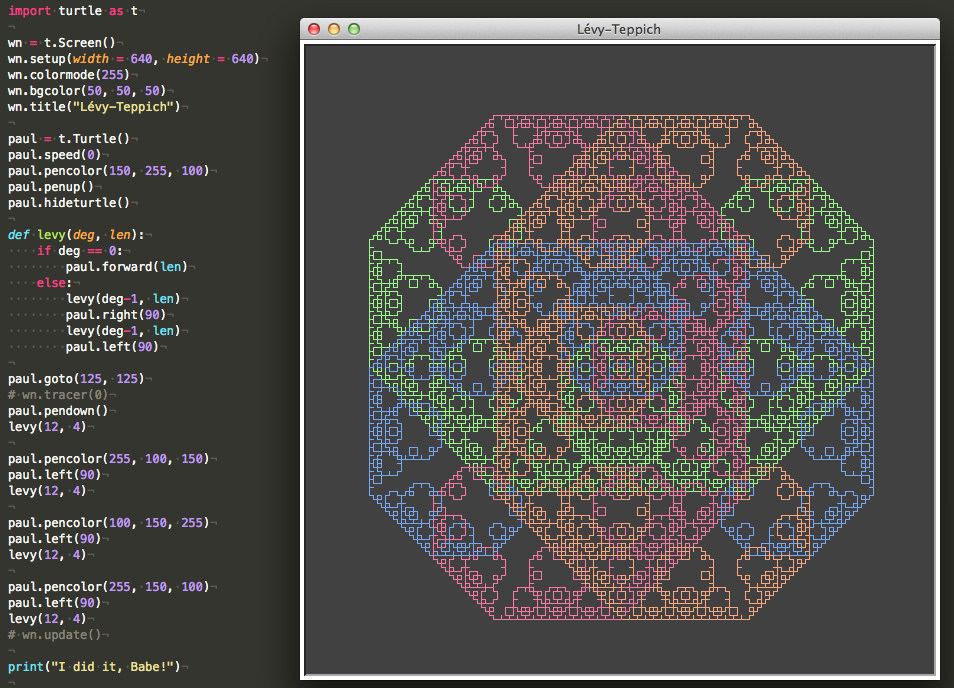 import turtle as t
wn = t.Screen()
wn.setup(width = 640, height = 640)
wn.colormode(255)
wn.bgcolor(50, 50, 50)
wn.title("Lévy-Teppich")
paul = t.Turtle()
paul.speed(0)
paul.pencolor(150, 255, 100)
paul.penup()
paul.hideturtle()
def levy(deg, len):
    if deg == 0:
        paul.forward(len)
    else:
        levy(deg-1, len)
        paul.right(90)
        levy(deg-1, len)
        paul.left(90)
paul.goto(125, 125)
# wn.tracer(0)
paul.pendown()
levy(12, 4)
paul.pencolor(255, 100, 150)
paul.left(90)
levy(12, 4)
paul.pencolor(100, 150, 255)
paul.left(90)
levy(12, 4)
paul.pencolor(255, 150, 100)
paul.left(90)
levy(12, 4)
# wn.update()
print("I did it, Babe!")
Lévy-Teppich